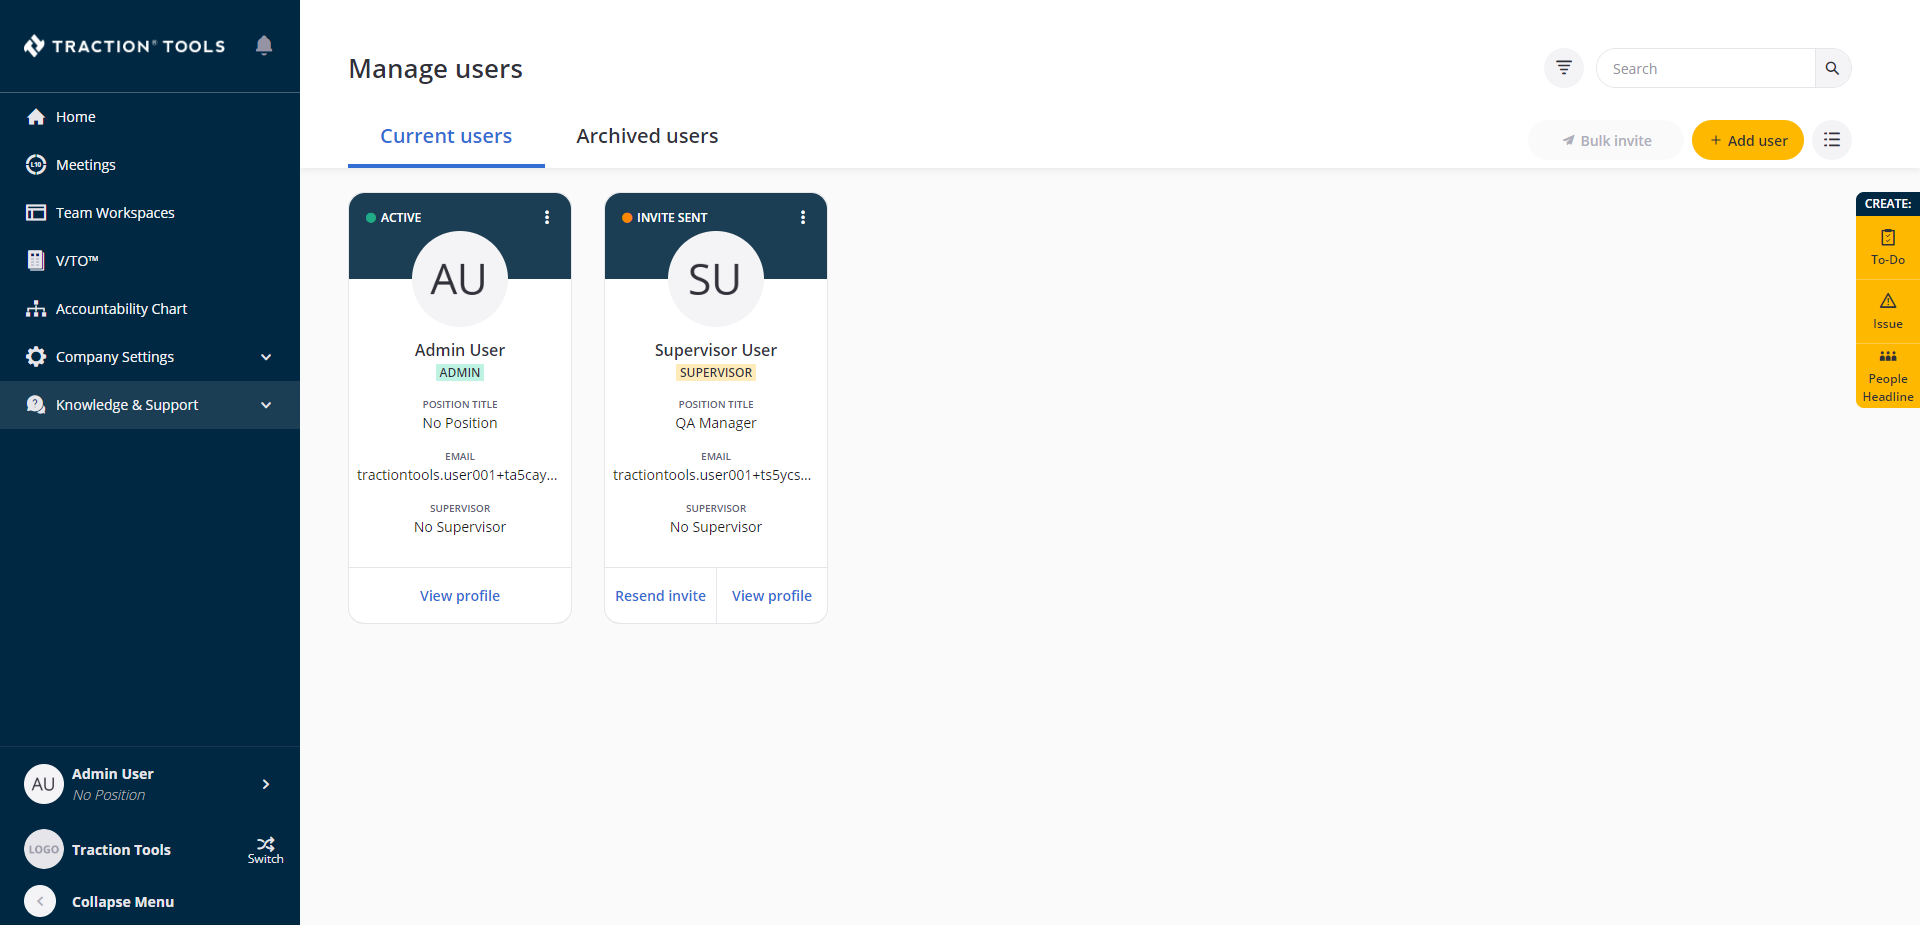 TRACTION® TOOLS
Home
L10
Meetings
Team Workspaces
V/TO™
Accountability Chart
Company Settings
Knowledge & Support
AU
Admin User
No Position
LOGO
Traction Tools
Switch
Collapse Menu
Manage users
Search
Current users
Archived users
Bulk invite
+ Add user
ACTIVE
AU
Admin User
ADMIN
POSITION TITLE
No Position
EMAIL
tractiontools.user001+ta5cay...
SUPERVISOR
No Supervisor
View profile
INVITE SENT
SU
Supervisor User
SUPERVISOR
POSITION TITLE
QA Manager
EMAIL
tractiontools.user001+ts5ycs...
SUPERVISOR
No Supervisor
Resend invite
View profile
CREATE:
To-Do
Issue
People
Headline